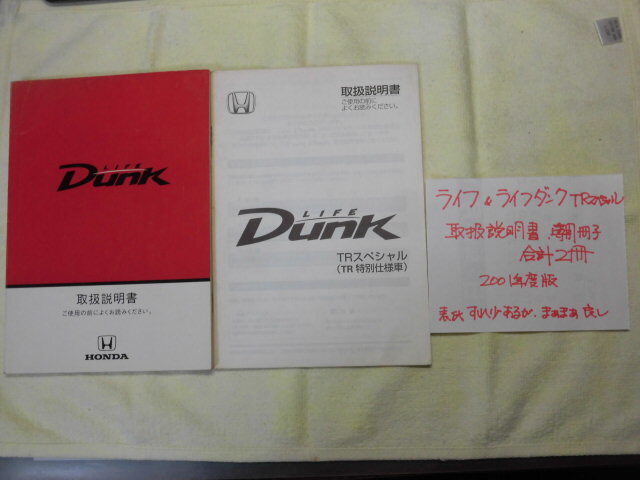 LIFE
Dunk
取扱説明書
ご使用の前によくお読みください。
HONDA
取扱説明書
ご使用の前に
よくお読みください。
LIFE
Dunk
TRスペシャル
(TR 特別仕様車)
ライフ&ライフダンクTRスペシャル
取扱説明書 専用冊子
合計2冊
2001年度版
表紙すれ少あるが、まあまあ良し